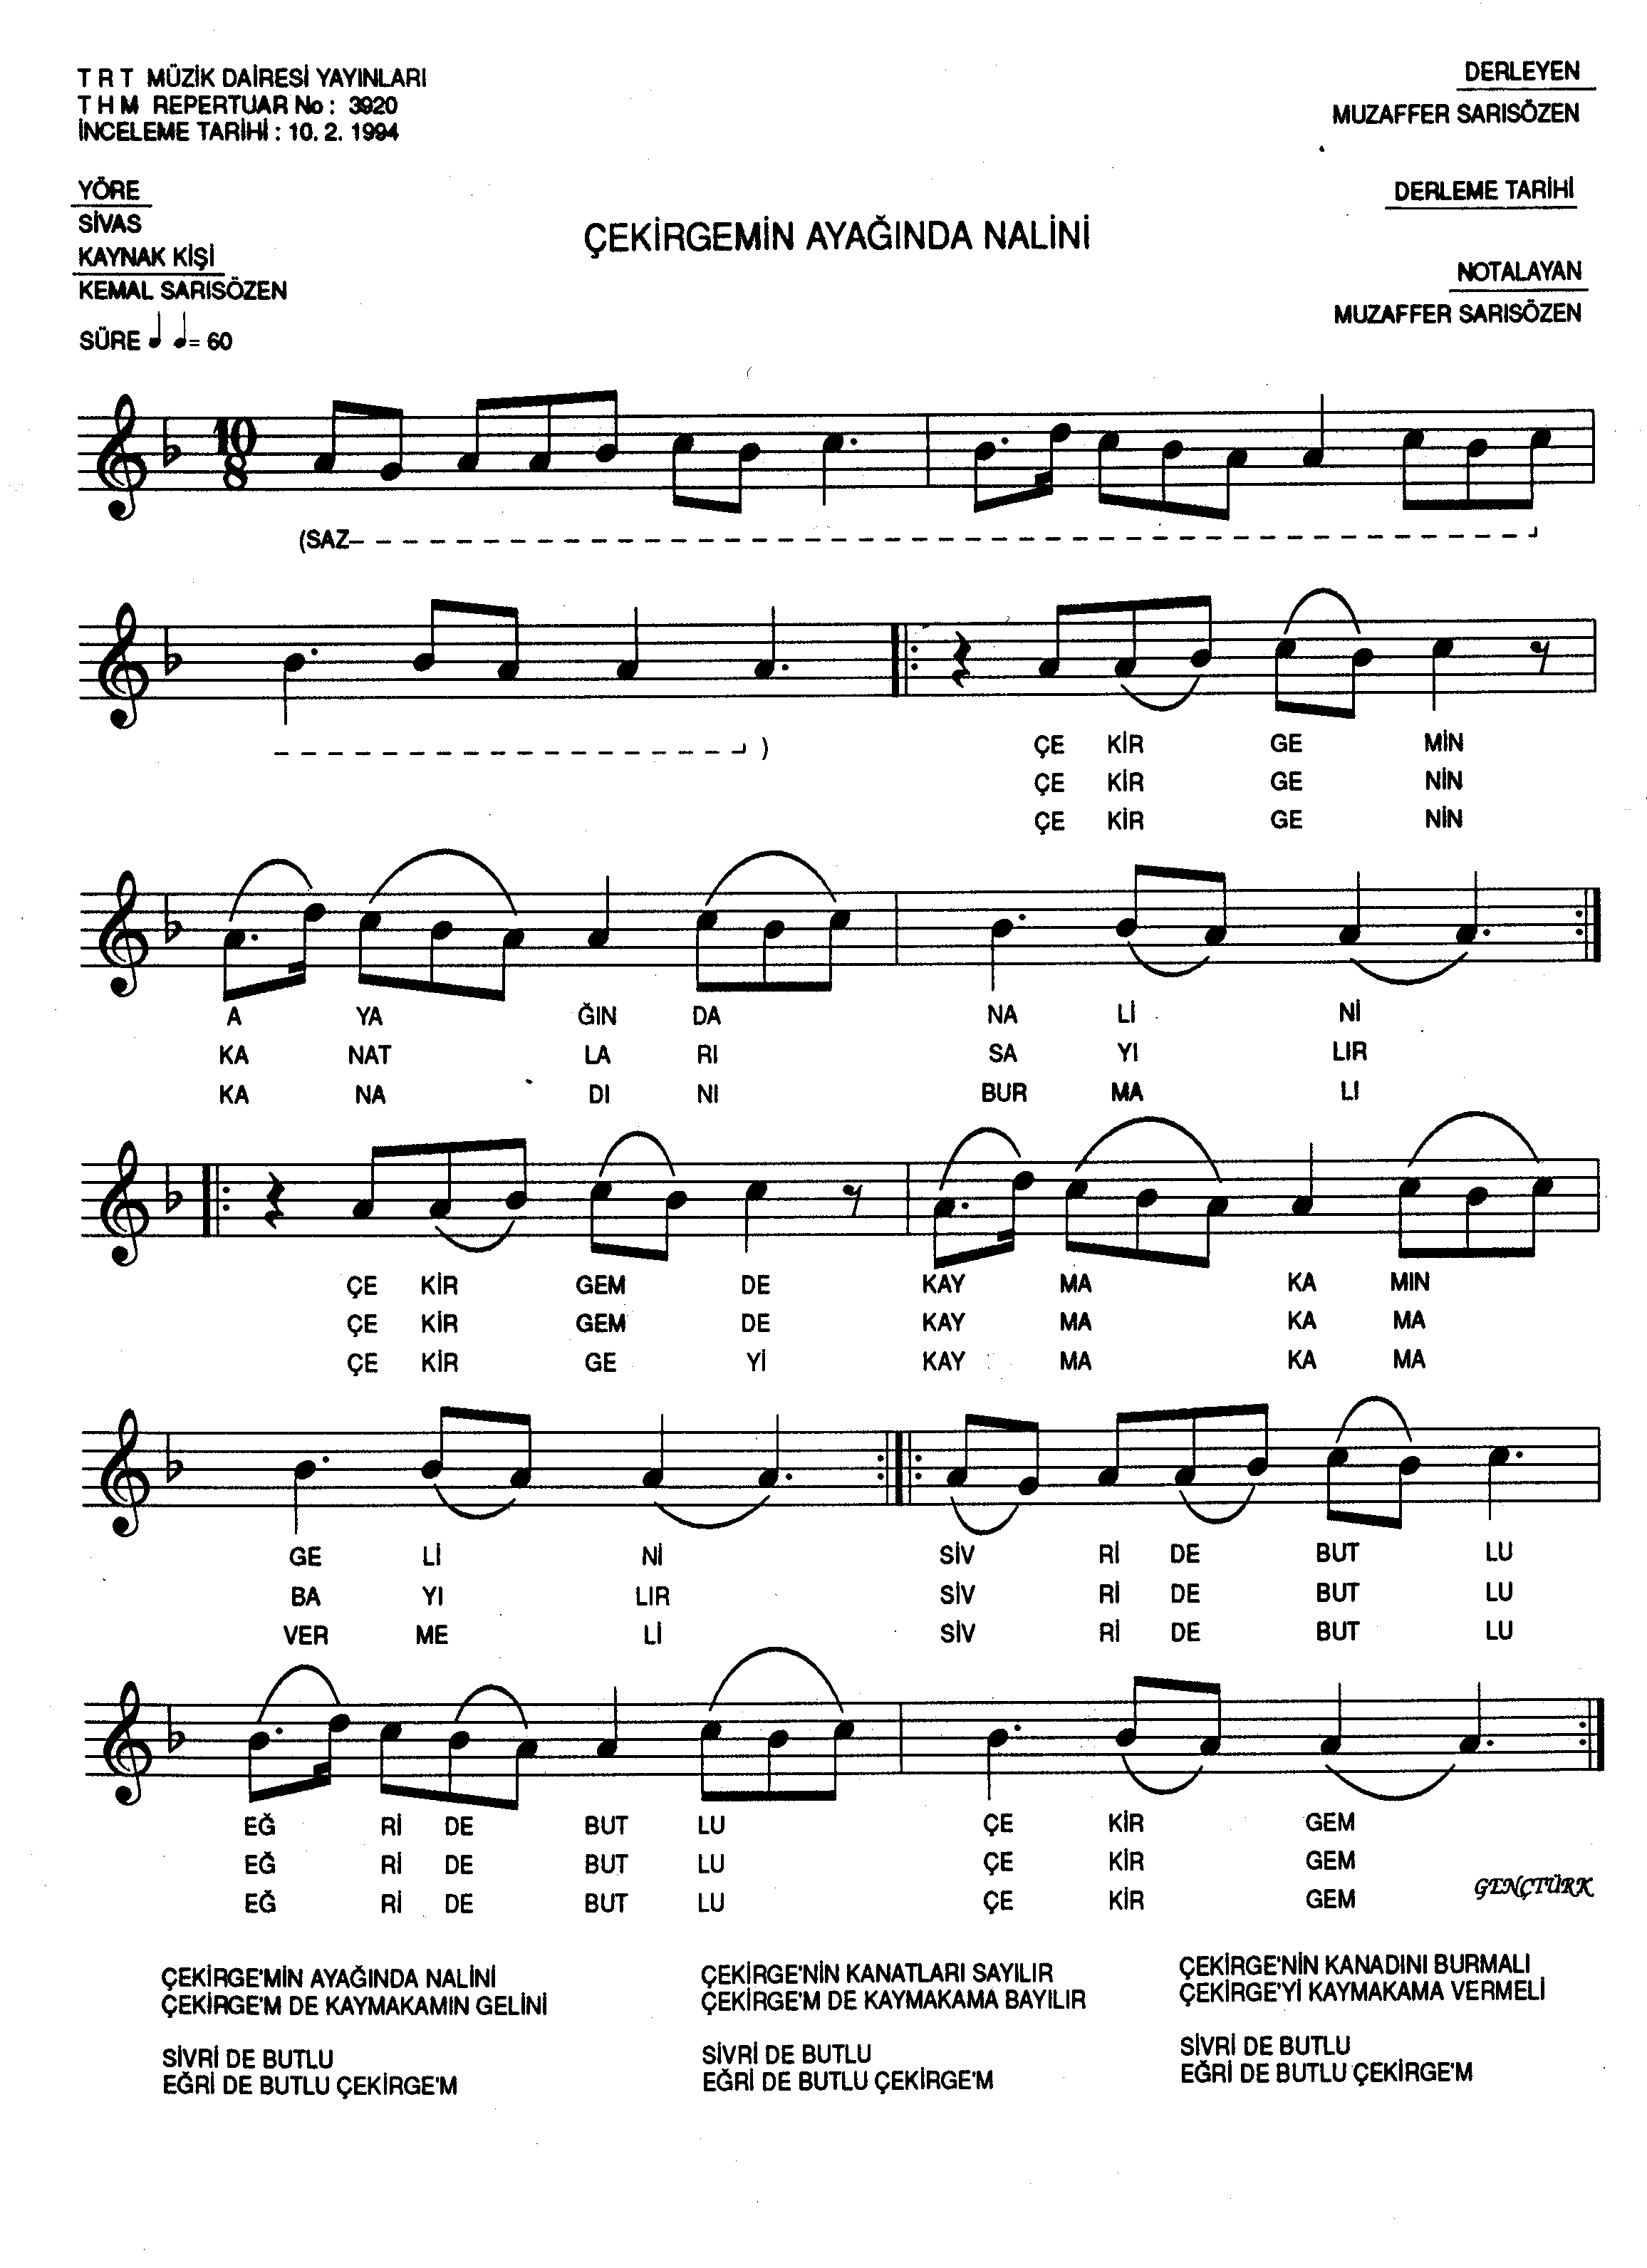 T R T MÜZİK DAİRESİ YAYINLARI
T H M REPERTUAR No : 3920
İNCELEME TARİHİ : 10. 2. 1994
DERLEYEN
MUZAFFER SARISÖZEN
YÖRE
SİVAS
KAYNAK KİŞİ
KEMAL SARISÖZEN
SÜRE ♩ ♩= 60
ÇEKİRGEMİN AYAĞINDA NALİNİ
DERLEME TARİHİ
NOTALAYAN
MUZAFFER SARISÖZEN
10
8
(SAZ
)
ÇE KİR GE MİN
ÇE KİR GE NİN
ÇE KİR GE NİN
A YA ĞIN DA NA Lİ Nİ
KA NAT LA RI SA YI LIR
KA NA DI NI BUR MA LI
ÇE KİR GEM DE KAY MA KA MIN
ÇE KİR GEM DE KAY MA KA MA
ÇE KİR GE Yİ KAY MA KA MA
GE Lİ Nİ SİV Rİ DE BUT LU
BA YI LIR SİV Rİ DE BUT LU
VER ME Lİ SİV Rİ DE BUT LU
EĞ Rİ DE BUT LU ÇE KİR GEM
EĞ Rİ DE BUT LU ÇE KİR GEM
EĞ Rİ DE BUT LU ÇE KİR GEM
GENÇTÜRK
ÇEKİRGE'MİN AYAĞINDA NALİNİ
ÇEKİRGE'M DE KAYMAKAMIN GELİNİ
SİVRİ DE BUTLU
EĞRİ DE BUTLU ÇEKİRGE'M
ÇEKİRGE'NİN KANATLARI SAYILIR
ÇEKİRGE'M DE KAYMAKAMA BAYILIR
SİVRİ DE BUTLU
EĞRİ DE BUTLU ÇEKİRGE'M
ÇEKİRGE'NİN KANADINI BURMALI
ÇEKİRGE'Yİ KAYMAKAMA VERMELİ
SİVRİ DE BUTLU
EĞRİ DE BUTLU ÇEKİRGE'M